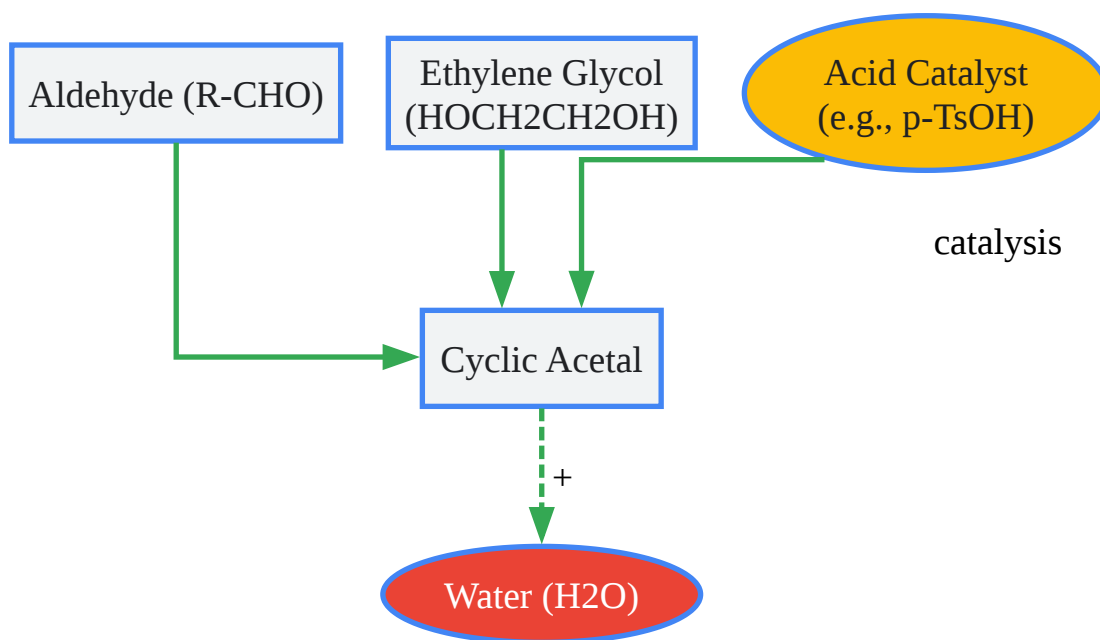 Aldehyde (R-CHO)
Ethylene Glycol
(HOCH2CH2OH)
Acid Catalyst
(e.g., p-TsOH)
catalysis
Cyclic Acetal
+
Water (H2O)